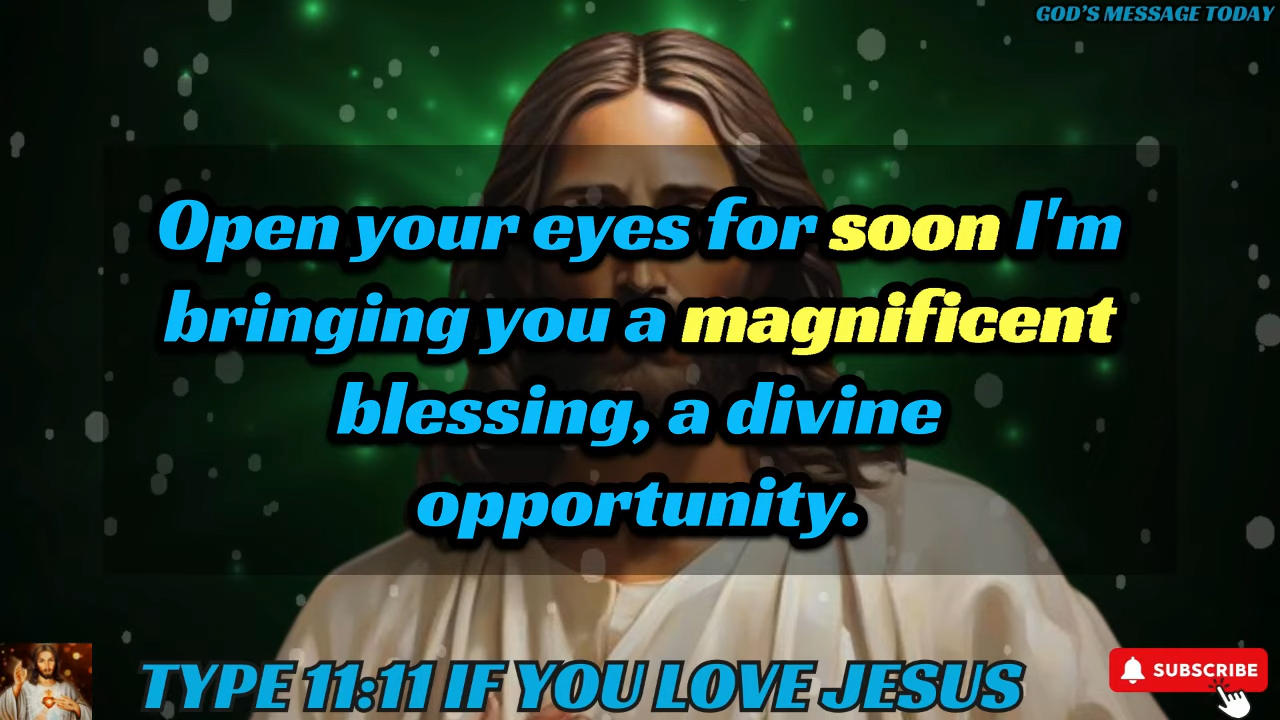 GOD'S MESSAGE TODAY
Open your eyes for soon I'm
bringing you a magnificent
blessing, a divine
opportunity.
TYPE 11:11 IF YOU LOVE JESUS
SUBSCRIBE